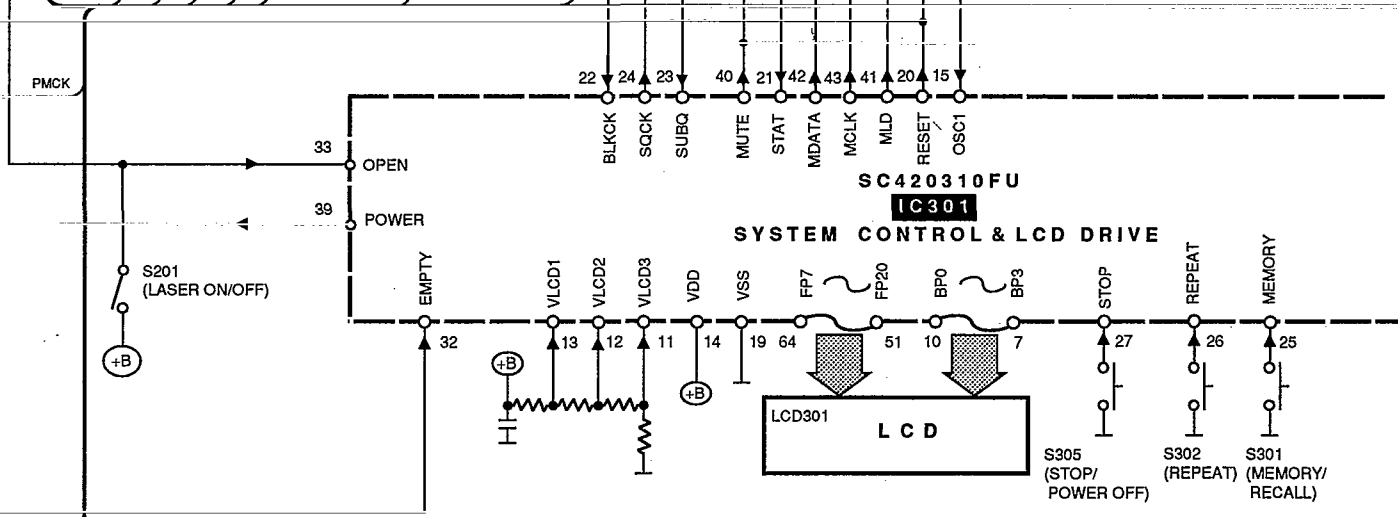 PMCK
22 24 23 40 21 42 43 41 20 15
BLKCK SQCK SUBQ MUTE STAT MDATA MCLK MLD RESET OSC1
33
OPEN
39
POWER
SC420310FU
IC301
SYSTEM CONTROL & LCD DRIVE
S201
(LASER ON/OFF)
+B
EMPTY VLCD1 VLCD2 VLCD3 VDD VSS FP7 FP20 BP0 BP3 STOP REPEAT MEMORY
32 13 12 11 14 19 64 51 10 7 27 26 25
+B
+B
LCD301
LCD
S305
(STOP/
POWER OFF)
S302
(REPEAT)
S301
(MEMORY/
RECALL)